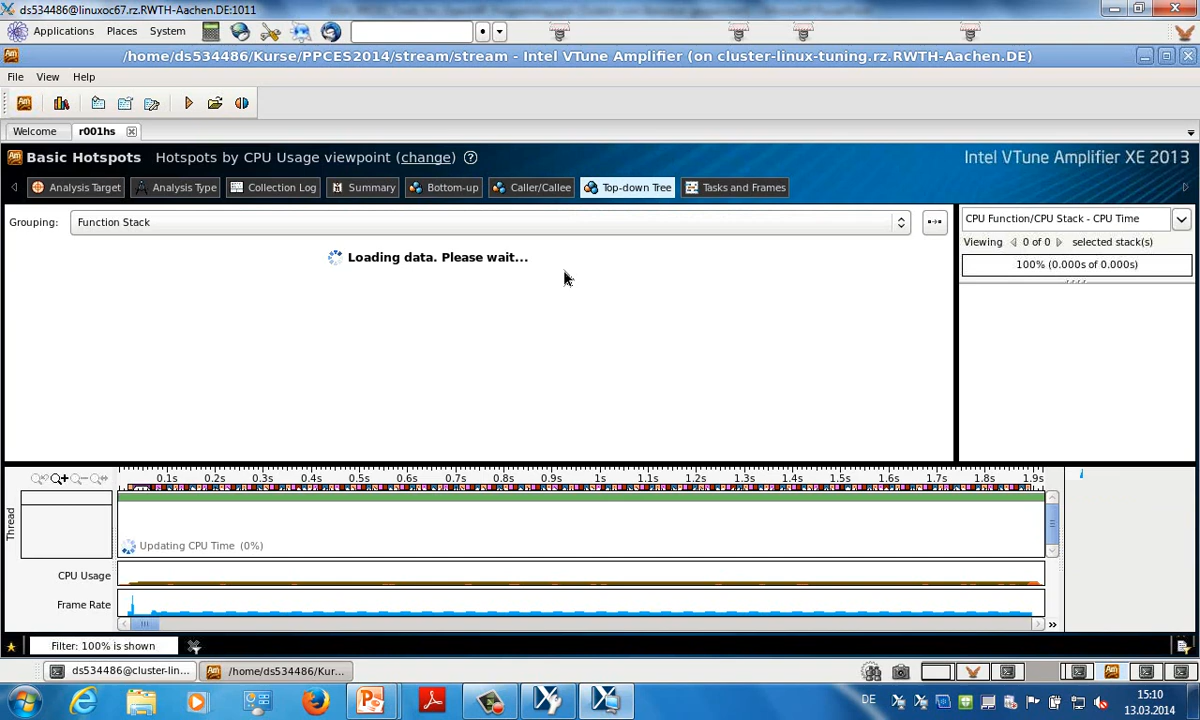 ds534486@linuxoc67.rz.RWTH-Aachen.DE:1011
Applications Places System
/home/ds534486/Kurse/PPCES2014/stream/stream - Intel VTune Amplifier (on cluster-linux-tuning.rz.RWTH-Aachen.DE)
File View Help
Welcome r001hs
Basic Hotspots Hotspots by CPU Usage viewpoint (change) Intel VTune Amplifier XE 2013
Analysis Target Analysis Type Collection Log Summary Bottom-up Caller/Callee Top-down Tree Tasks and Frames
Grouping: Function Stack
CPU Function/CPU Stack - CPU Time
Viewing 0 of 0 selected stack(s)
Loading data. Please wait...
100% (0.000s of 0.000s)
0.1s 0.2s 0.3s 0.4s 0.5s 0.6s 0.7s 0.8s 0.9s 1s 1.1s 1.2s 1.3s 1.4s 1.5s 1.6s 1.7s 1.8s 1.9s
Thread
Updating CPU Time (0%)
CPU Usage
Frame Rate
Filter: 100% is shown
ds534486@cluster-lin... /home/ds534486/Kur...
DE 15:10
13.03.2014